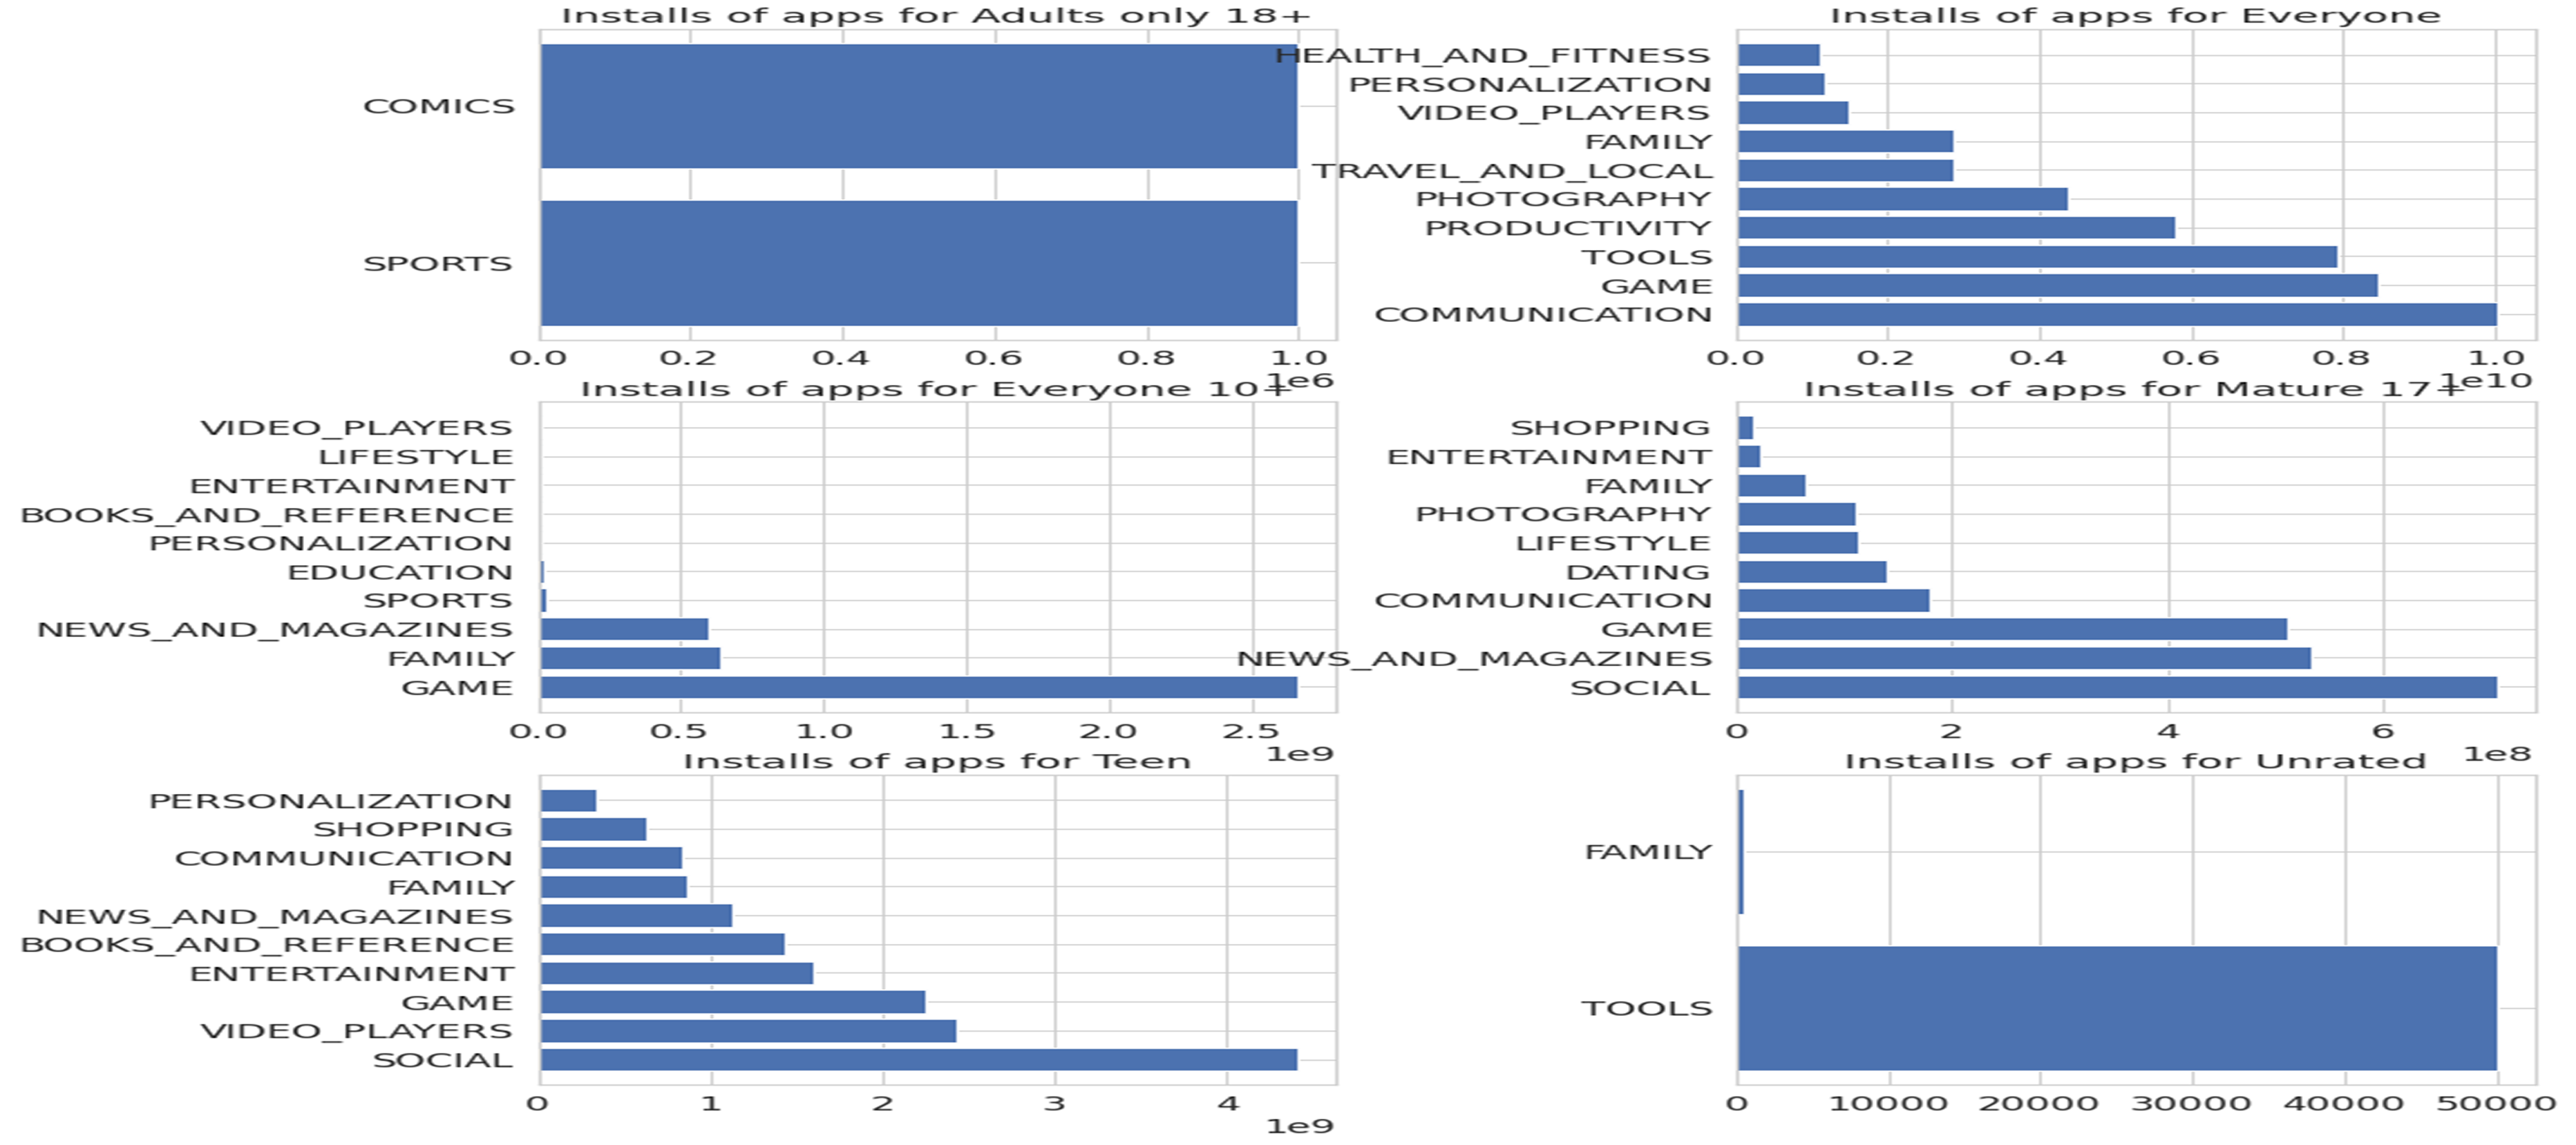 Installs of apps for Adults only 18+
COMICS
SPORTS
0.0 0.2 0.4 0.6 0.8 1.0
1e6
Installs of apps for Everyone
HEALTH_AND_FITNESS
PERSONALIZATION
VIDEO_PLAYERS
FAMILY
TRAVEL_AND_LOCAL
PHOTOGRAPHY
PRODUCTIVITY
TOOLS
GAME
COMMUNICATION
0.0 0.2 0.4 0.6 0.8 1.0
1e10
Installs of apps for Everyone 10+
VIDEO_PLAYERS
LIFESTYLE
ENTERTAINMENT
BOOKS_AND_REFERENCE
PERSONALIZATION
EDUCATION
SPORTS
NEWS_AND_MAGAZINES
FAMILY
GAME
0.0 0.5 1.0 1.5 2.0 2.5
1e9
Installs of apps for Mature 17+
SHOPPING
ENTERTAINMENT
FAMILY
PHOTOGRAPHY
LIFESTYLE
DATING
COMMUNICATION
GAME
NEWS_AND_MAGAZINES
SOCIAL
0 2 4 6
1e8
Installs of apps for Teen
PERSONALIZATION
SHOPPING
COMMUNICATION
FAMILY
NEWS_AND_MAGAZINES
BOOKS_AND_REFERENCE
ENTERTAINMENT
GAME
VIDEO_PLAYERS
SOCIAL
0 1 2 3 4
1e9
Installs of apps for Unrated
FAMILY
TOOLS
0 10000 20000 30000 40000 50000